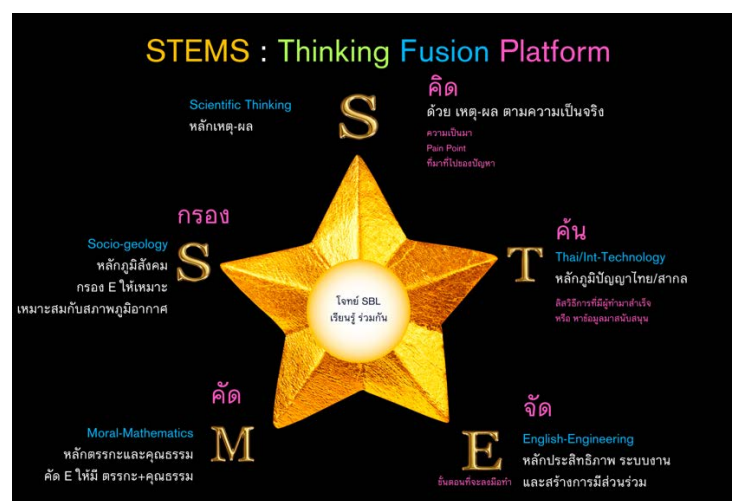 STEMS : Thinking Fusion Platform
Scientific Thinking
หลักเหตุ-ผล
S
คิด
ด้วย เหตุ-ผล ตามความเป็นจริง
ความเป็นมา
Pain Point
ที่มาที่ไปของปัญหา
กรอง
Socio-geology
หลักภูมิสังคม
กรอง E ให้เหมาะ
เหมาะสมกับสภาพภูมิอากาศ
S
โจทย์ SBL
เรียนรู้ ร่วมกัน
T
ค้น
Thai/Int-Technology
หลักภูมิปัญญาไทย/สากล
ลิสวิธีการที่มีผู้ทำมาสำเร็จ
หรือ หาข้อมูลมาสนับสนุน
คัด
Moral-Mathematics
หลักตรรกะและคุณธรรม
คัด E ให้มี ตรรกะ+คุณธรรม
M
จัด
E
English-Engineering
หลักประสิทธิภาพ ระบบงาน
และสร้างการมีส่วนร่วม
ขั้นตอนที่จะลงมือทำ